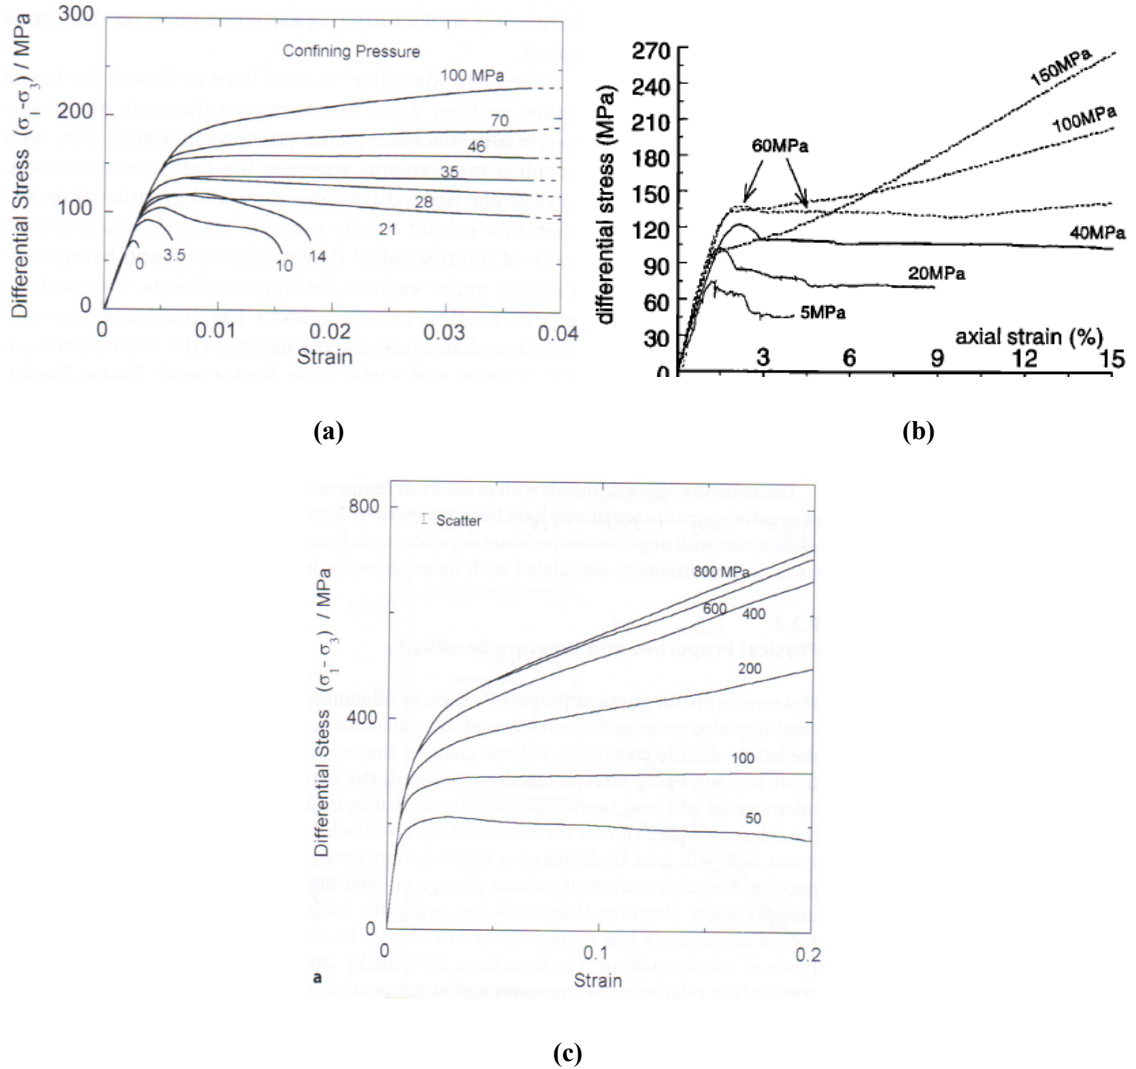 300
200
100
0
Differential Stress (σ1-σ3) / MPa
Confining Pressure
100 MPa
70
46
35
28
21
14
10
3.5
0
0 0.01 0.02 0.03 0.04
Strain
(a)
270
240
210
180
150
120
90
60
30
0
differential stress (MPa)
150MPa
100MPa
60MPa
40MPa
20MPa
5MPa
axial strain (%)
3 6 9 12 15
(b)
800
400
0
Differential Stess (σ1-σ3) / MPa
Scatter
800 MPa
600
400
200
100
50
0 0.1 0.2
Strain
a
(c)